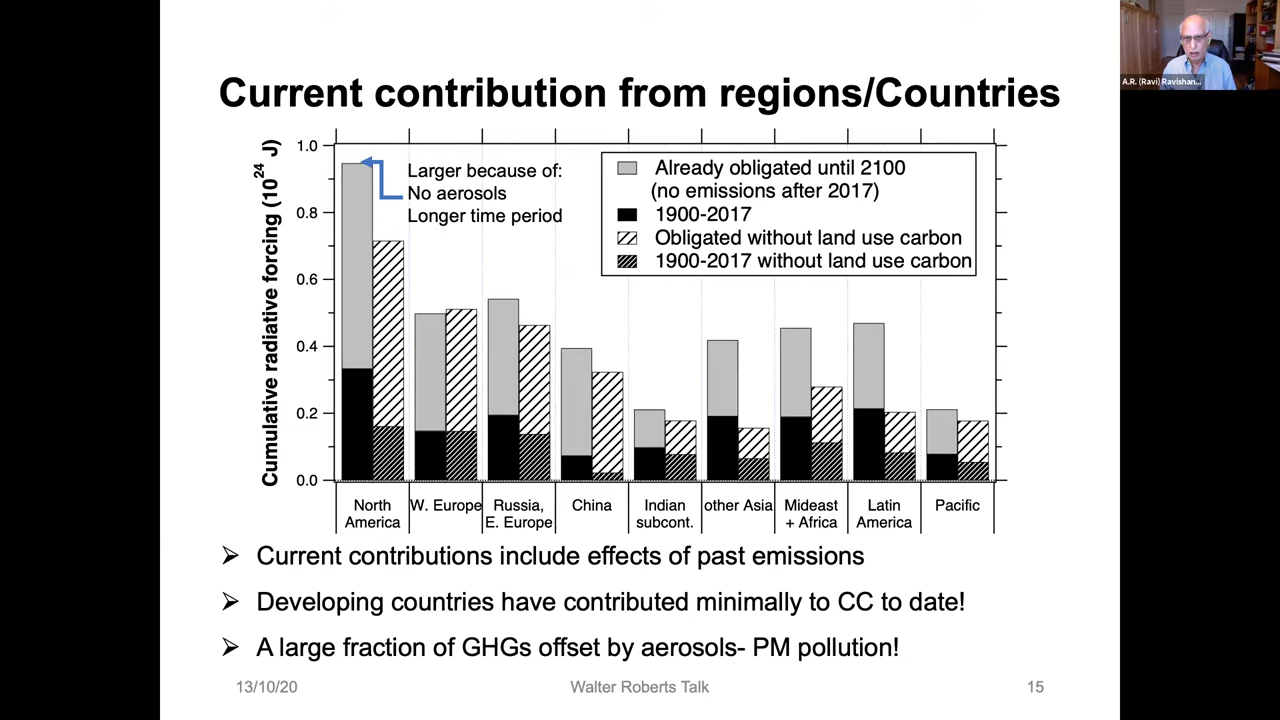 A.R. (Ravi) Ravishan...
Current contribution from regions/Countries
Cumulative radiative forcing (10²⁴ J)
1.0
0.8
0.6
0.4
0.2
0.0
Larger because of:
No aerosols
Longer time period
Already obligated until 2100
(no emissions after 2017)
1900-2017
Obligated without land use carbon
1900-2017 without land use carbon
North
America
W. Europe
Russia,
E. Europe
China
Indian
subcont.
other Asia
Mideast
+ Africa
Latin
America
Pacific
Current contributions include effects of past emissions
Developing countries have contributed minimally to CC to date!
A large fraction of GHGs offset by aerosols- PM pollution!
13/10/20
Walter Roberts Talk
15